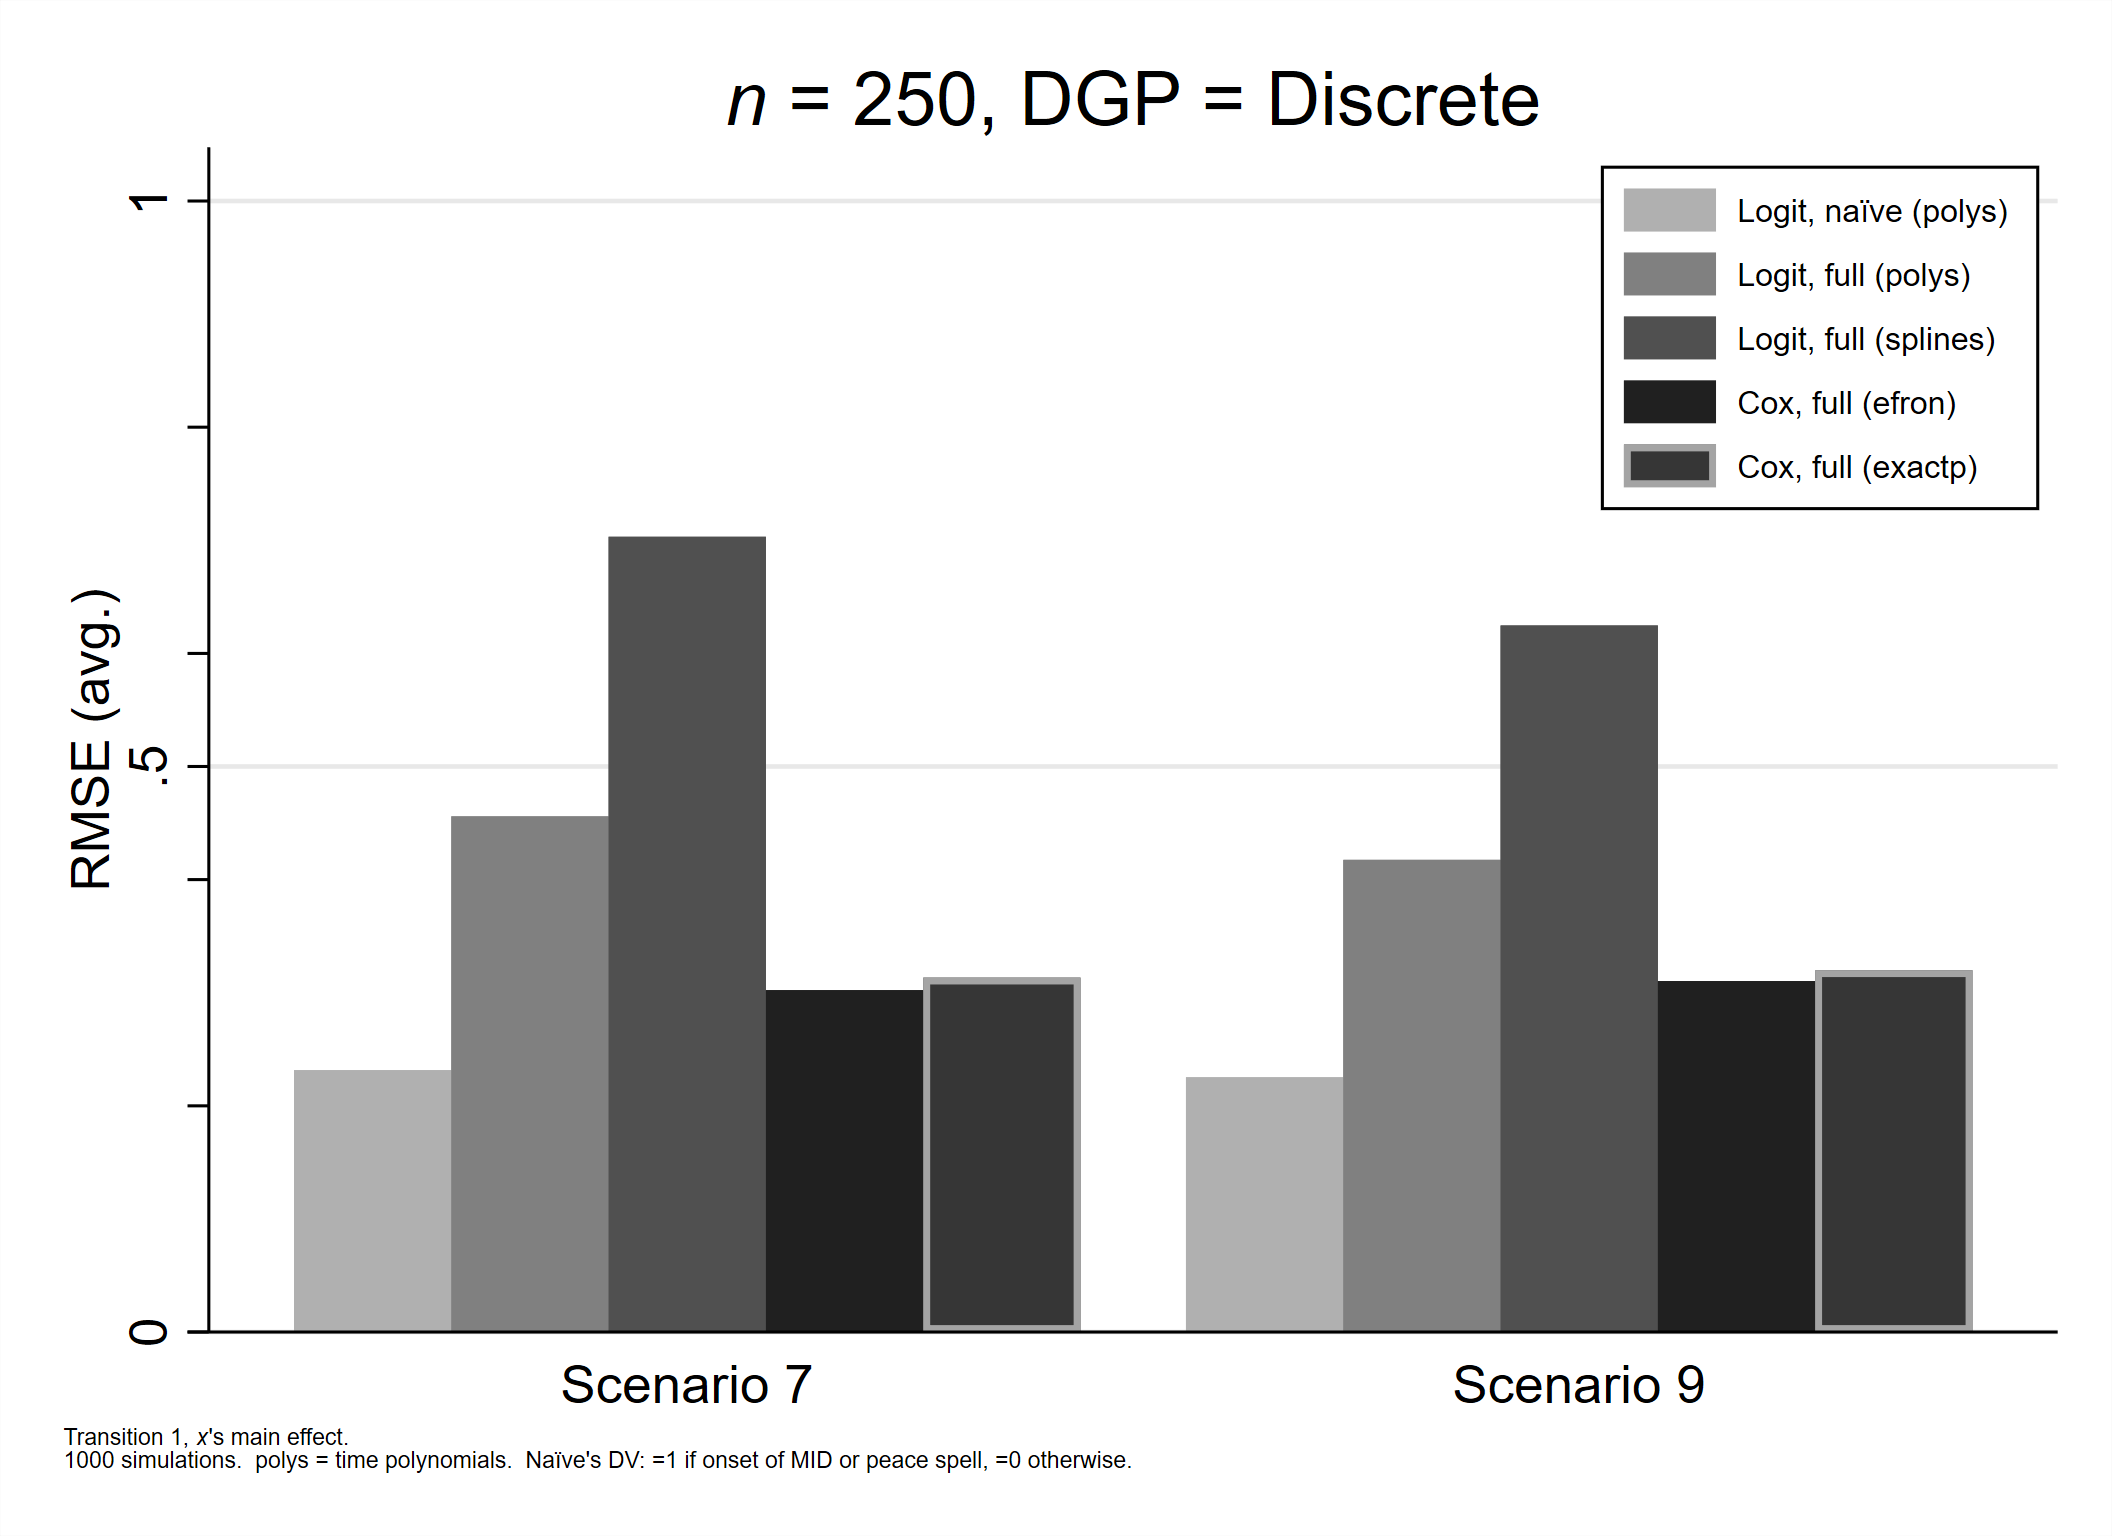 n = 250, DGP = Discrete
Logit, naïve (polys)
Logit, full (polys)
Logit, full (splines)
Cox, full (efron)
Cox, full (exactp)
RMSE (avg.)
1
.5
0
Scenario 7
Scenario 9
Transition 1, x's main effect.
1000 simulations.  polys = time polynomials.  Naïve's DV: =1 if onset of MID or peace spell, =0 otherwise.